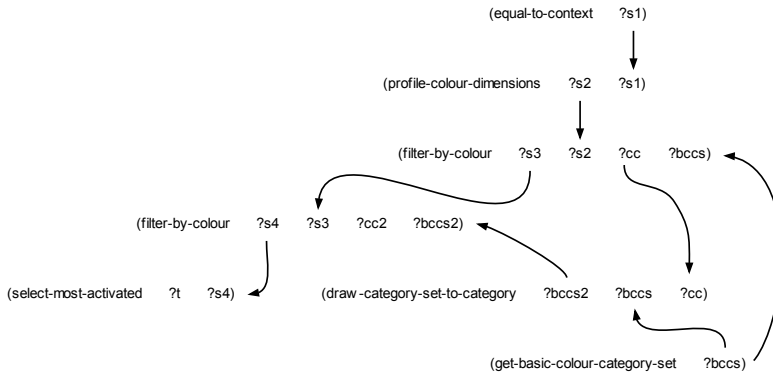 (equal-to-context ?s1)
(profile-colour-dimensions ?s2 ?s1)
(filter-by-colour ?s3 ?s2 ?cc ?bccs)
(filter-by-colour ?s4 ?s3 ?cc2 ?bccs2)
(select-most-activated ?t ?s4) (draw-category-set-to-category ?bccs2 ?bccs ?cc)
(get-basic-colour-category-set ?bccs)